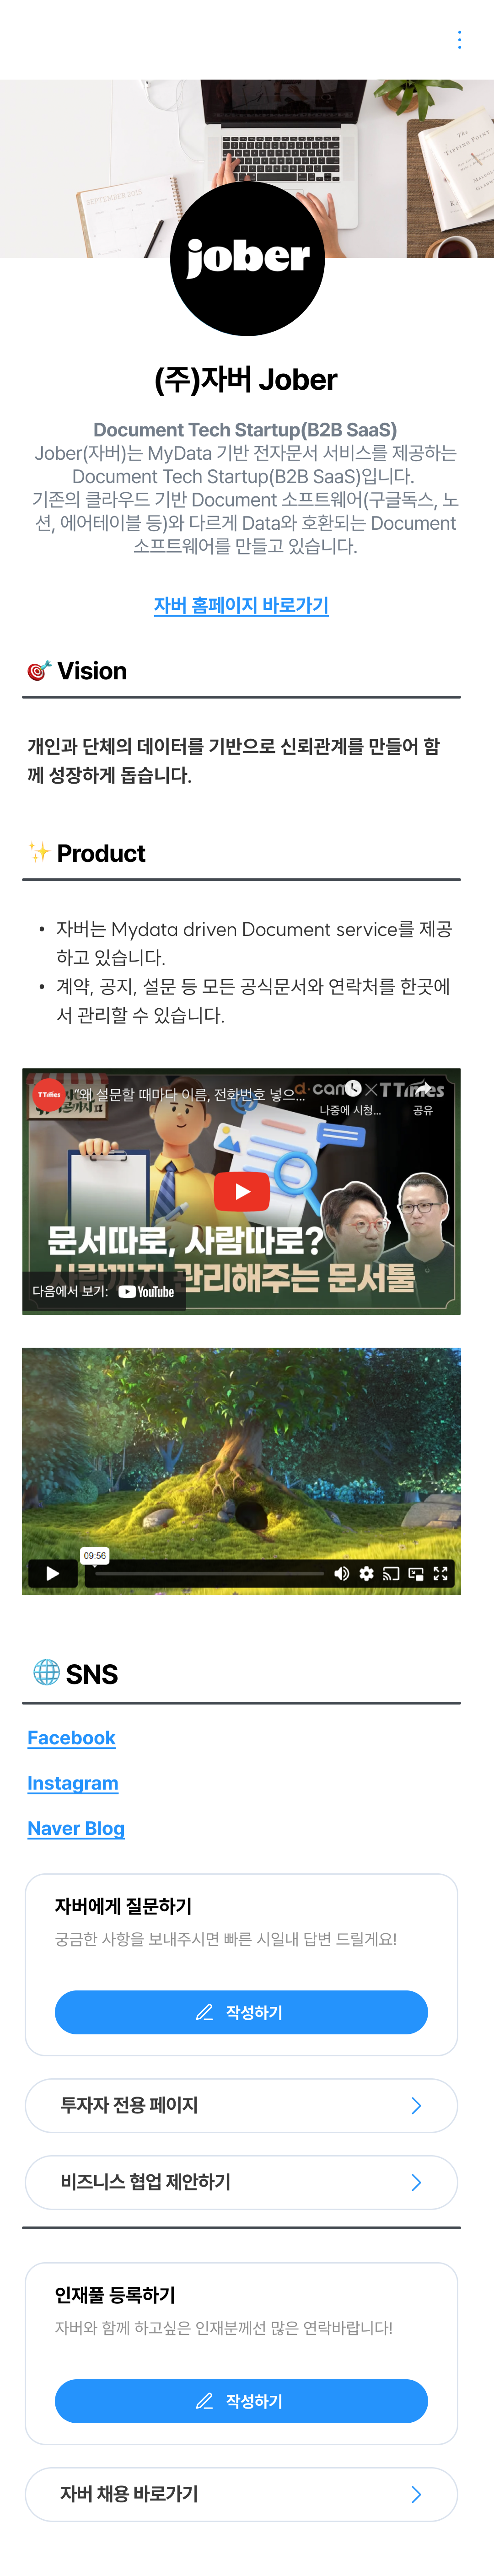 SEPTEMBER 2023
The
TIPPING
POINT
jober
(주)자버 Jober
Document Tech Startup(B2B SaaS)
Jober(자버)는 MyData 기반 전자문서 서비스를 제공하는
Document Tech Startup(B2B SaaS)입니다.
기존의 클라우드 기반 Document 소프트웨어(구글독스, 노
션, 에어테이블 등)와 다르게 Data와 호환되는 Document
소프트웨어를 만들고 있습니다.
자버 홈페이지 바로가기
🎯 Vision
개인과 단체의 데이터를 기반으로 신뢰관계를 만들어 함
께 성장하게 돕습니다.
✨ Product
• 자버는 Mydata driven Document service를 제공
하고 있습니다.
• 계약, 공지, 설문 등 모든 공식문서와 연락처를 한곳에
서 관리할 수 있습니다.
TTimes
"왜 설문할 때마다 이름, 전화번호 넣으...
d·camp × TTimes
나중에 시청...
공유
문서따로, 사람따로?
사람까지 관리해주는 문서툴
다음에서 보기: YouTube
09:56
🌐 SNS
Facebook
Instagram
Naver Blog
자버에게 질문하기
궁금한 사항을 보내주시면 빠른 시일내 답변 드릴게요!
작성하기
투자자 전용 페이지
비즈니스 협업 제안하기
인재풀 등록하기
자버와 함께 하고싶은 인재분께선 많은 연락바랍니다!
작성하기
자버 채용 바로가기